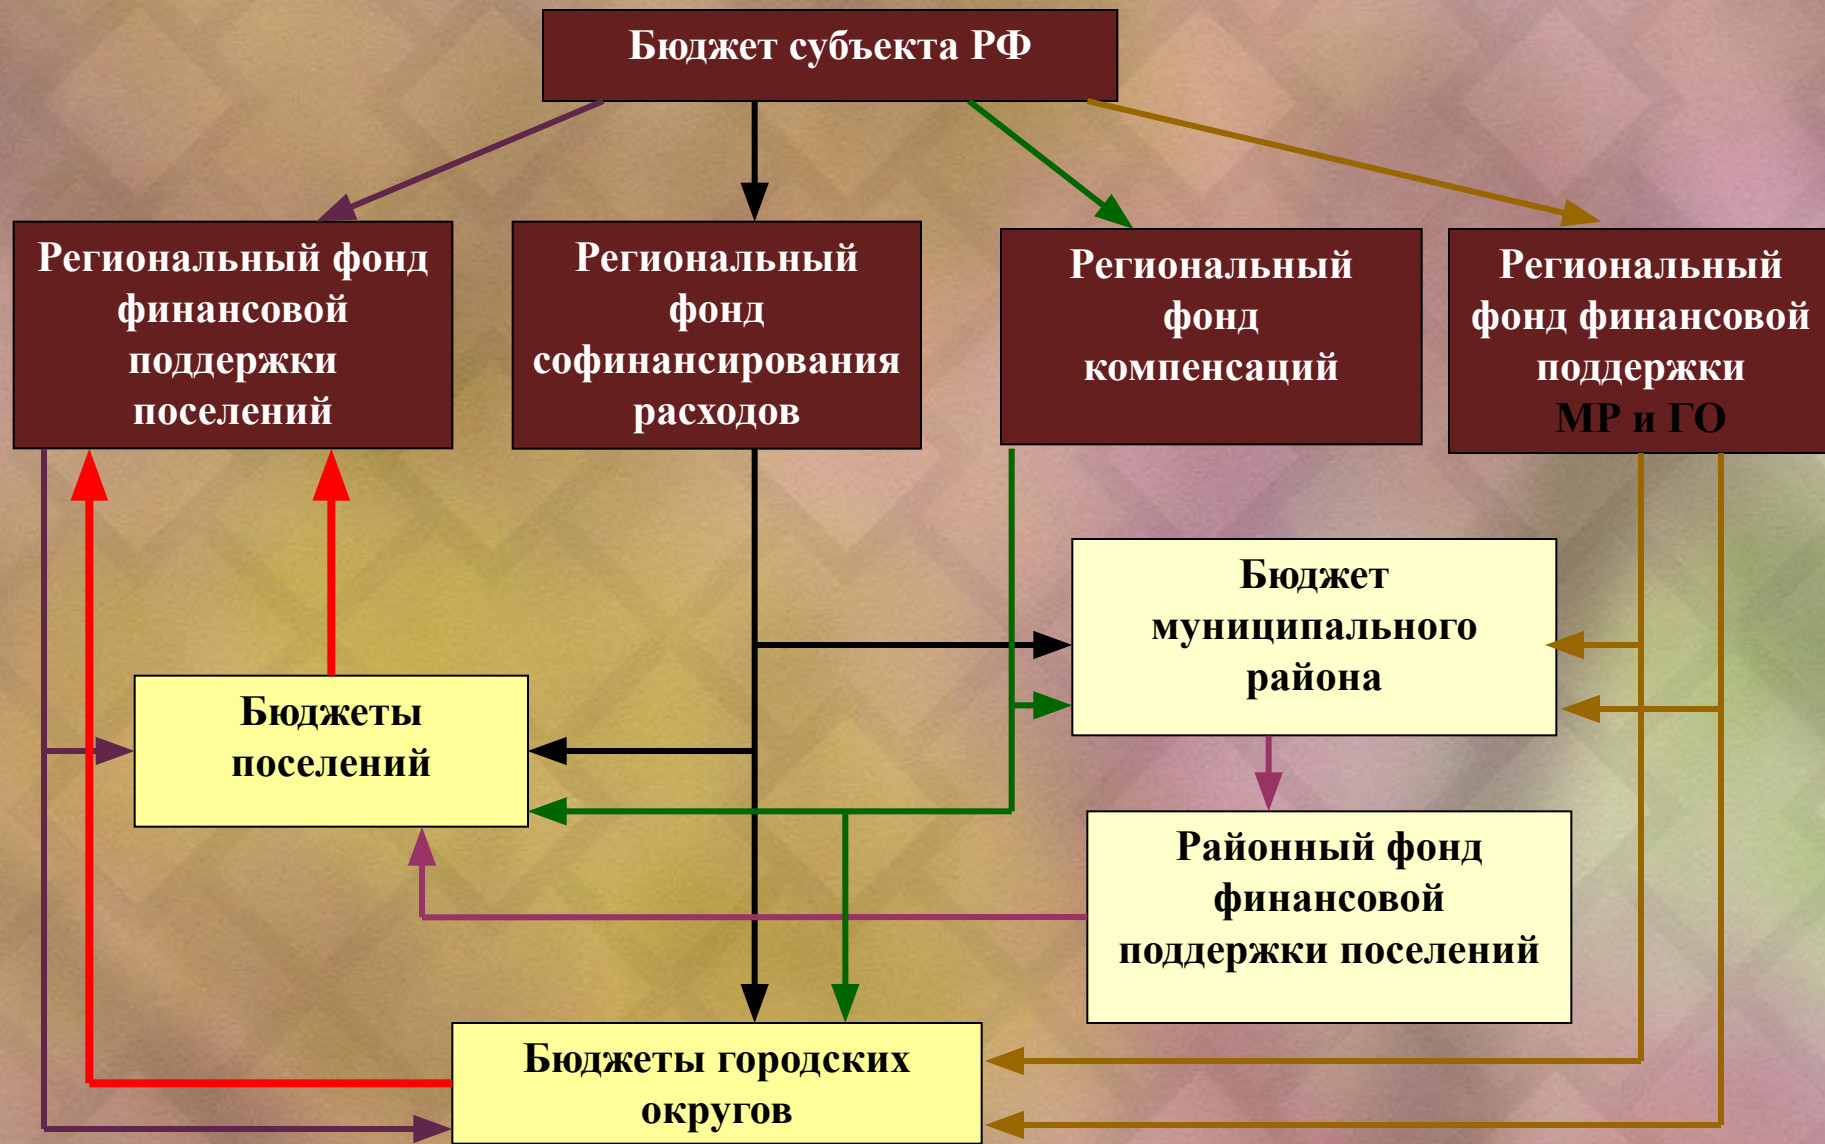 Бюджет субъекта РФ
Региональный фонд
финансовой
поддержки
поселений
Региональный
фонд
софинансирования
расходов
Региональный
фонд
компенсаций
Региональный
фонд финансовой
поддержки
МР и ГО
Бюджет
муниципального
района
Бюджеты
поселений
Районный фонд
финансовой
поддержки поселений
Бюджеты городских
округов